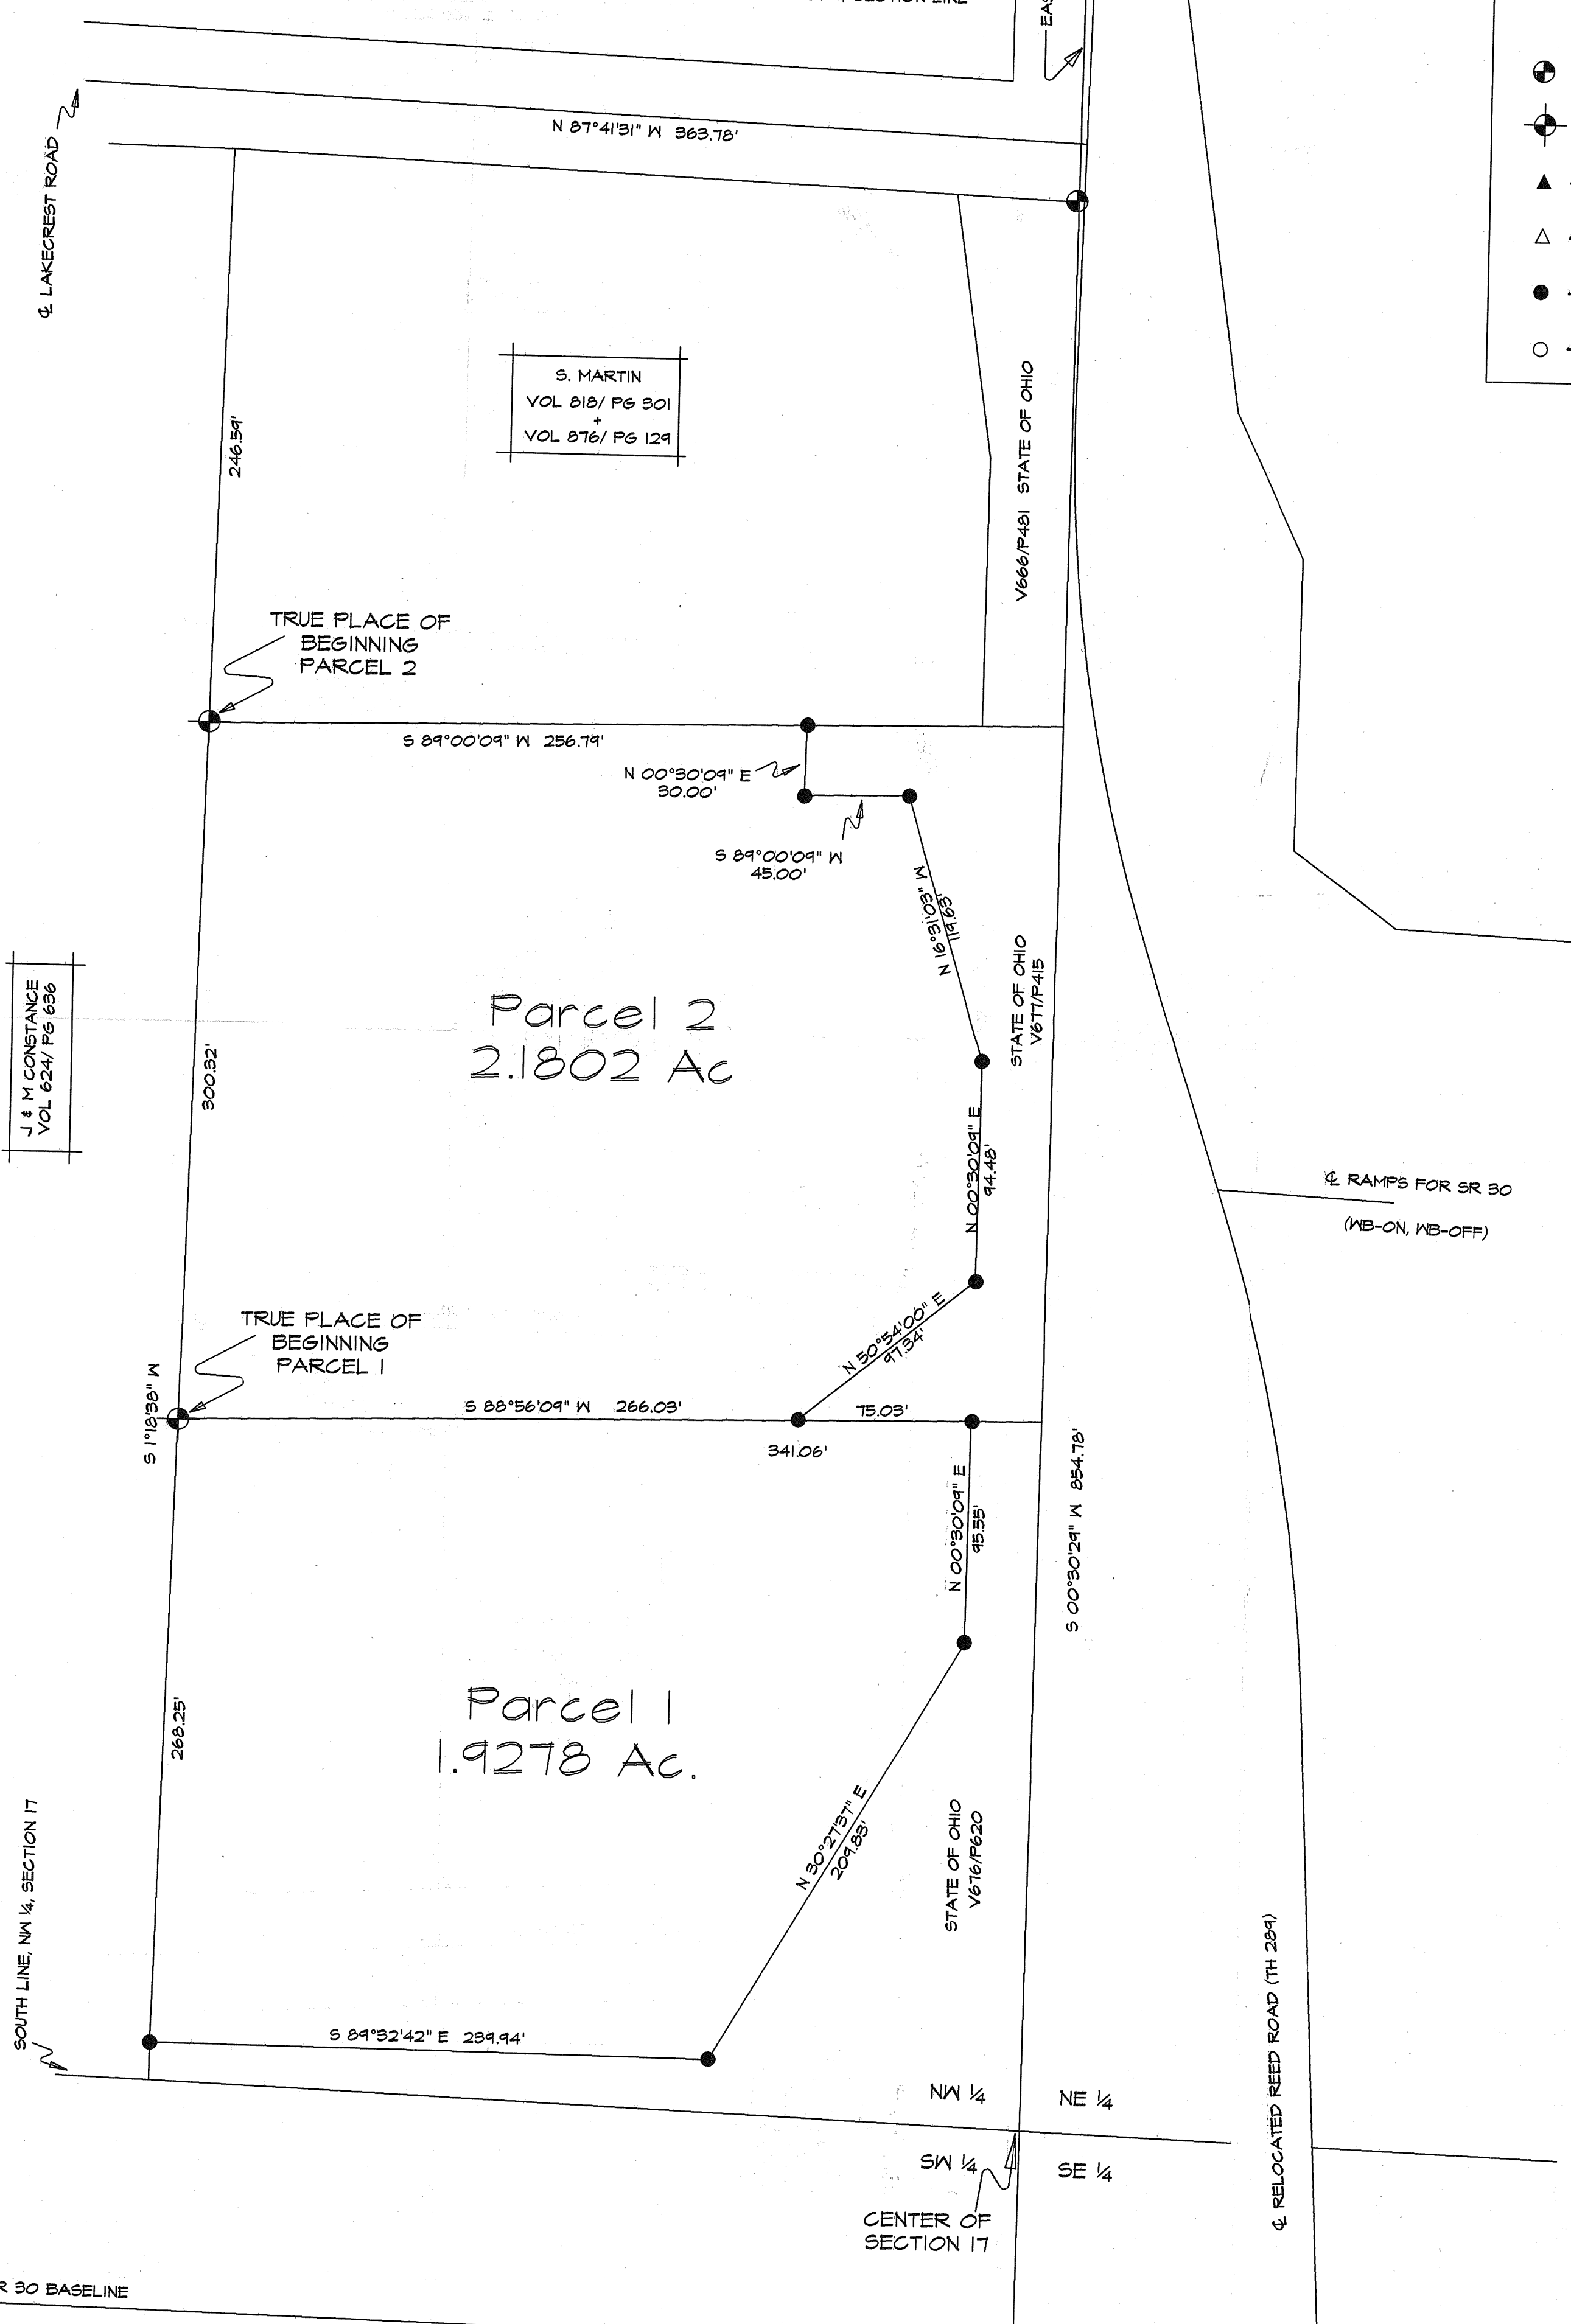 N 87°41'31" W 363.78'
℄ LAKECREST ROAD
S. MARTIN
VOL 818/ PG 301
+
VOL 876/ PG 129
246.59'
V666/P481 STATE OF OHIO
TRUE PLACE OF
BEGINNING
PARCEL 2
S 89°00'09" W 256.79'
N 00°30'09" E
30.00'
S 89°00'09" W
45.00'
N 16°31'03" W
119.63'
STATE OF OHIO
V677/P415
J & M CONSTANCE
VOL 624/ PG 636
Parcel 2
2.1802 Ac
300.32'
N 00°30'09" E
94.48'
℄ RAMPS FOR SR 30
(WB-ON, WB-OFF)
N 50°54'00" E
97.34'
TRUE PLACE OF
BEGINNING
PARCEL 1
S 1°18'38" W
S 88°56'09" W 266.03'
75.03'
341.06'
N 00°30'09" E
95.55'
S 00°30'29" W 854.78'
Parcel 1
1.9278 Ac.
268.25'
N 30°27'37" E
209.83'
STATE OF OHIO
V676/P620
SOUTH LINE, NW ¼, SECTION 17
S 89°32'42" E 239.94'
℄ RELOCATED REED ROAD (TH 289)
NW ¼
NE ¼
SW ¼
SE ¼
CENTER OF
SECTION 17
30 BASELINE